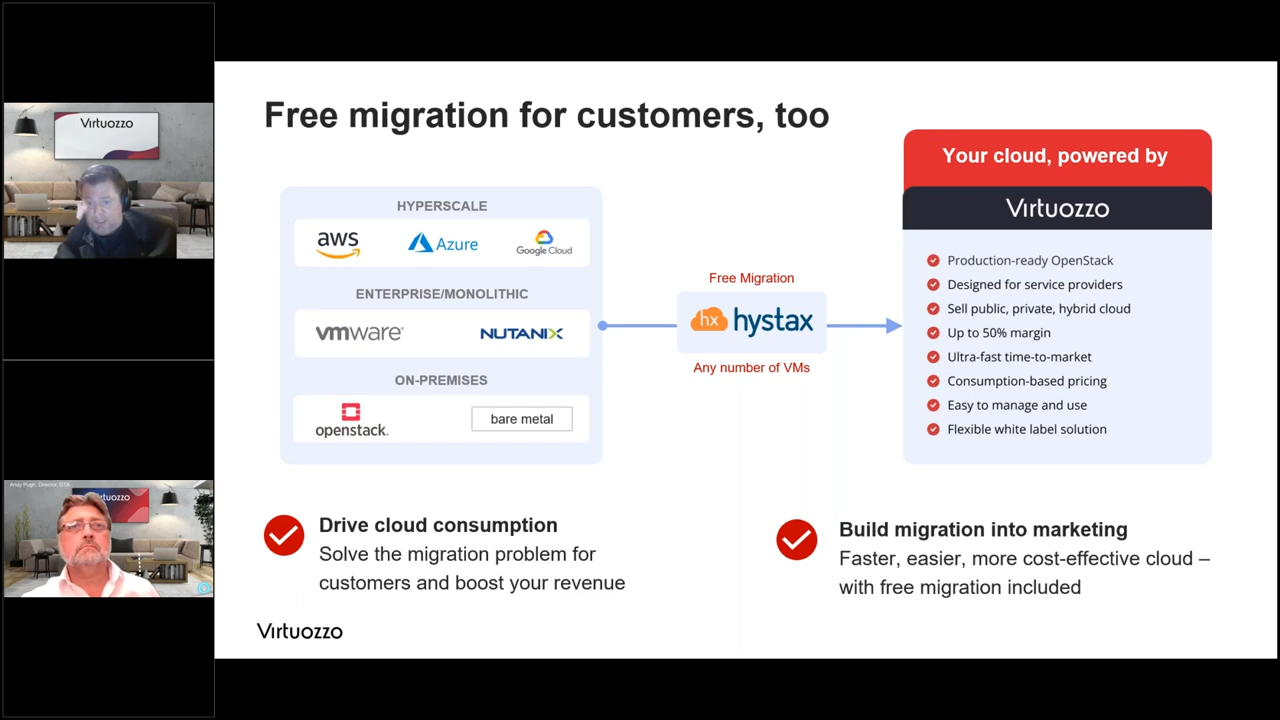 Virtuozzo
Andy Pugh, Director, GTA
Free migration for customers, too
HYPERSCALE
aws
Azure
Google Cloud
ENTERPRISE/MONOLITHIC
vmware®
NUTANIX
ON-PREMISES
openstack.
bare metal
Free Migration
hx hystax
Any number of VMs
Your cloud, powered by
Virtuozzo
Production-ready OpenStack
Designed for service providers
Sell public, private, hybrid cloud
Up to 50% margin
Ultra-fast time-to-market
Consumption-based pricing
Easy to manage and use
Flexible white label solution
Drive cloud consumption
Solve the migration problem for
customers and boost your revenue
Build migration into marketing
Faster, easier, more cost-effective cloud –
with free migration included
Virtuozzo